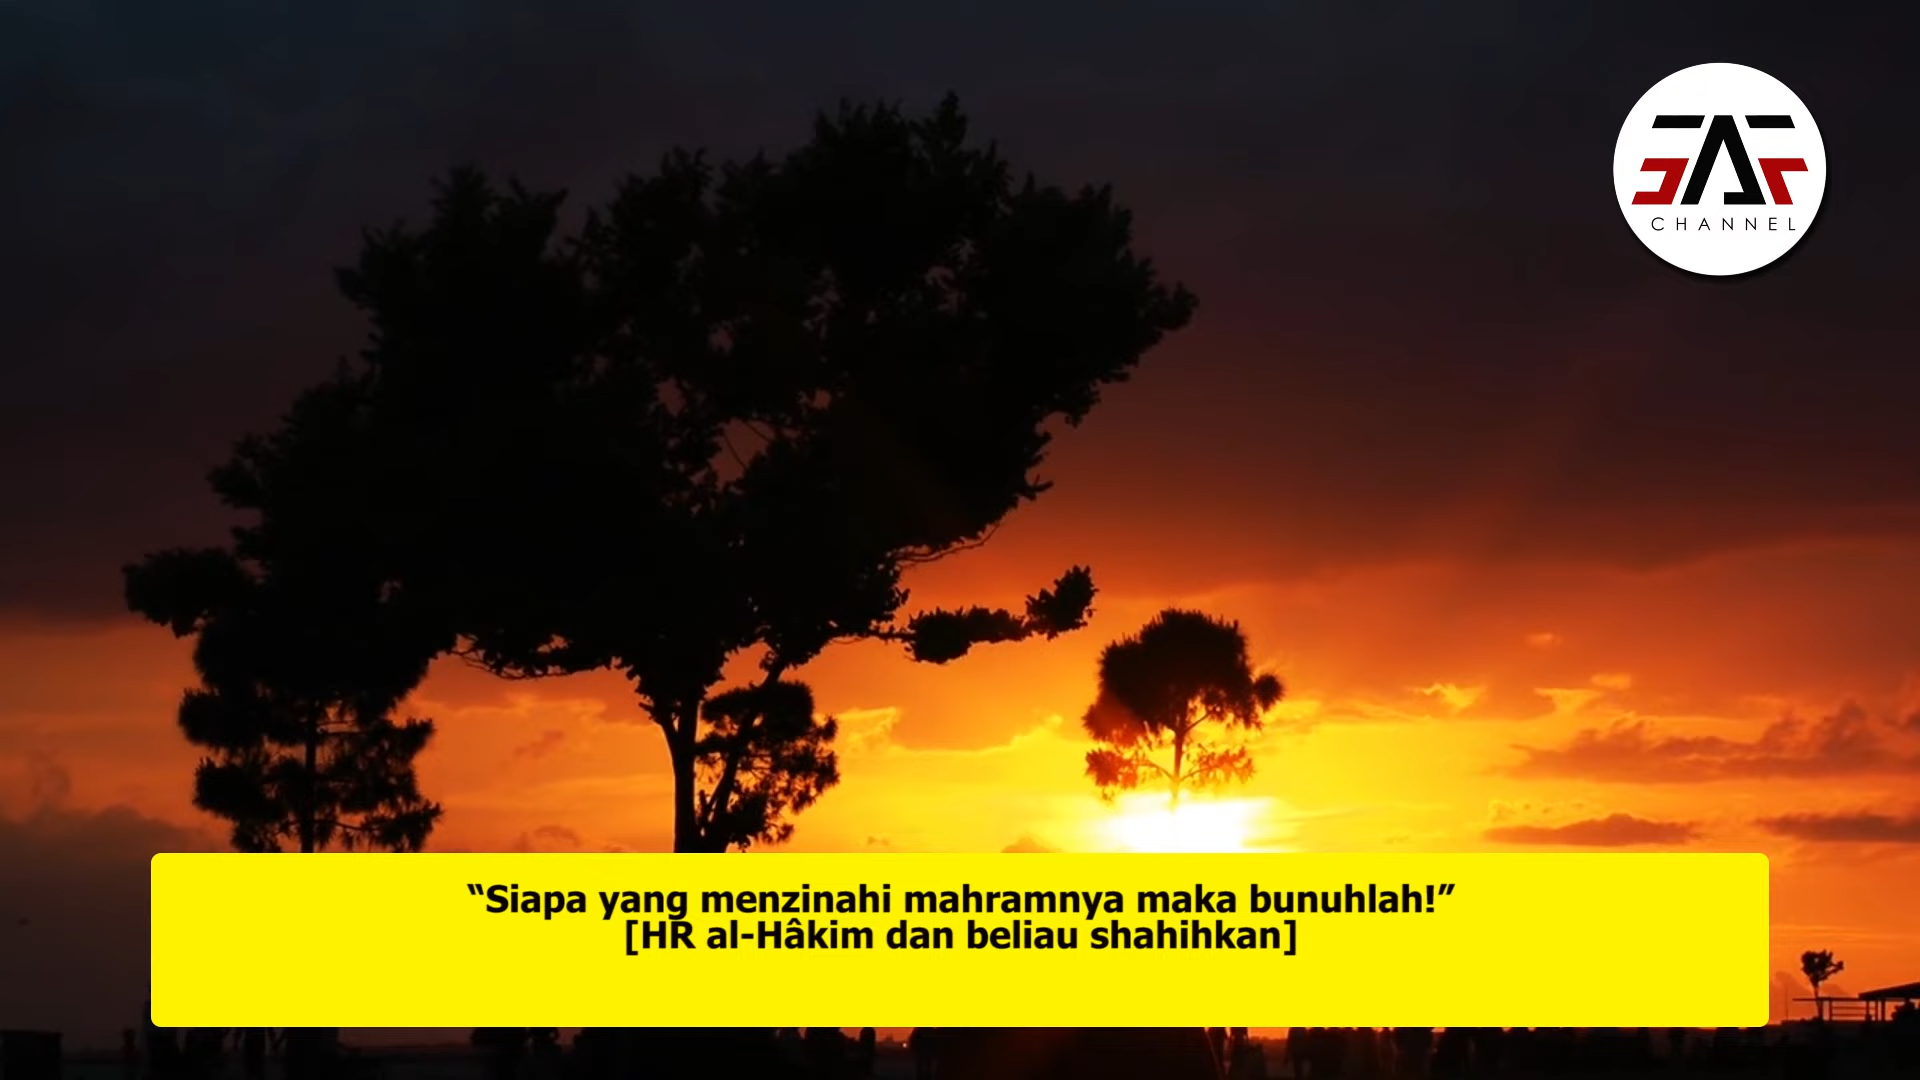 CHANNEL
“Siapa yang menzinahi mahramnya maka bunuhlah!”
[HR al-Hâkim dan beliau shahihkan]